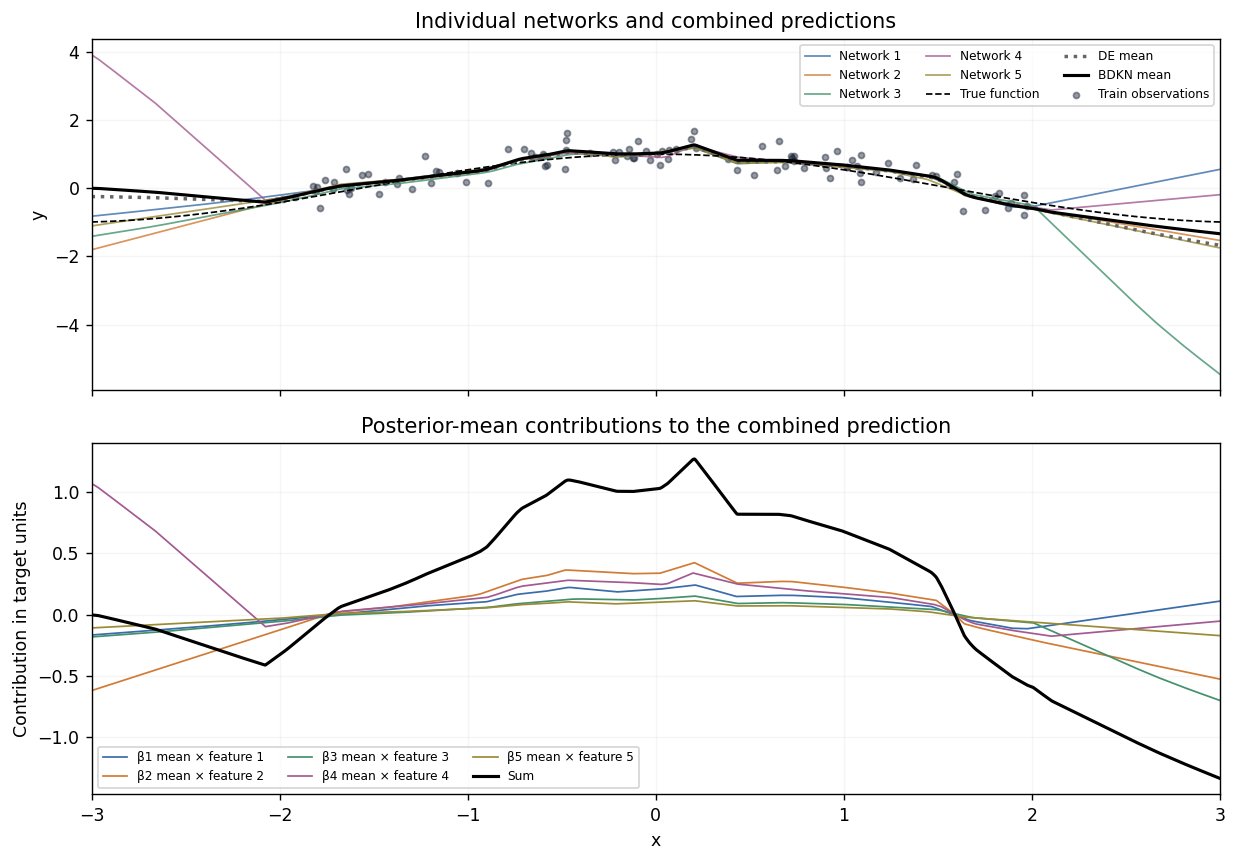 Individual networks and combined predictions
4
2
0
−2
−4
y
Network 1
Network 2
Network 3
Network 4
Network 5
True function
DE mean
BDKN mean
Train observations
Posterior-mean contributions to the combined prediction
1.0
0.5
0.0
−0.5
−1.0
Contribution in target units
β1 mean × feature 1
β2 mean × feature 2
β3 mean × feature 3
β4 mean × feature 4
β5 mean × feature 5
Sum
−3 −2 −1 0 1 2 3
x